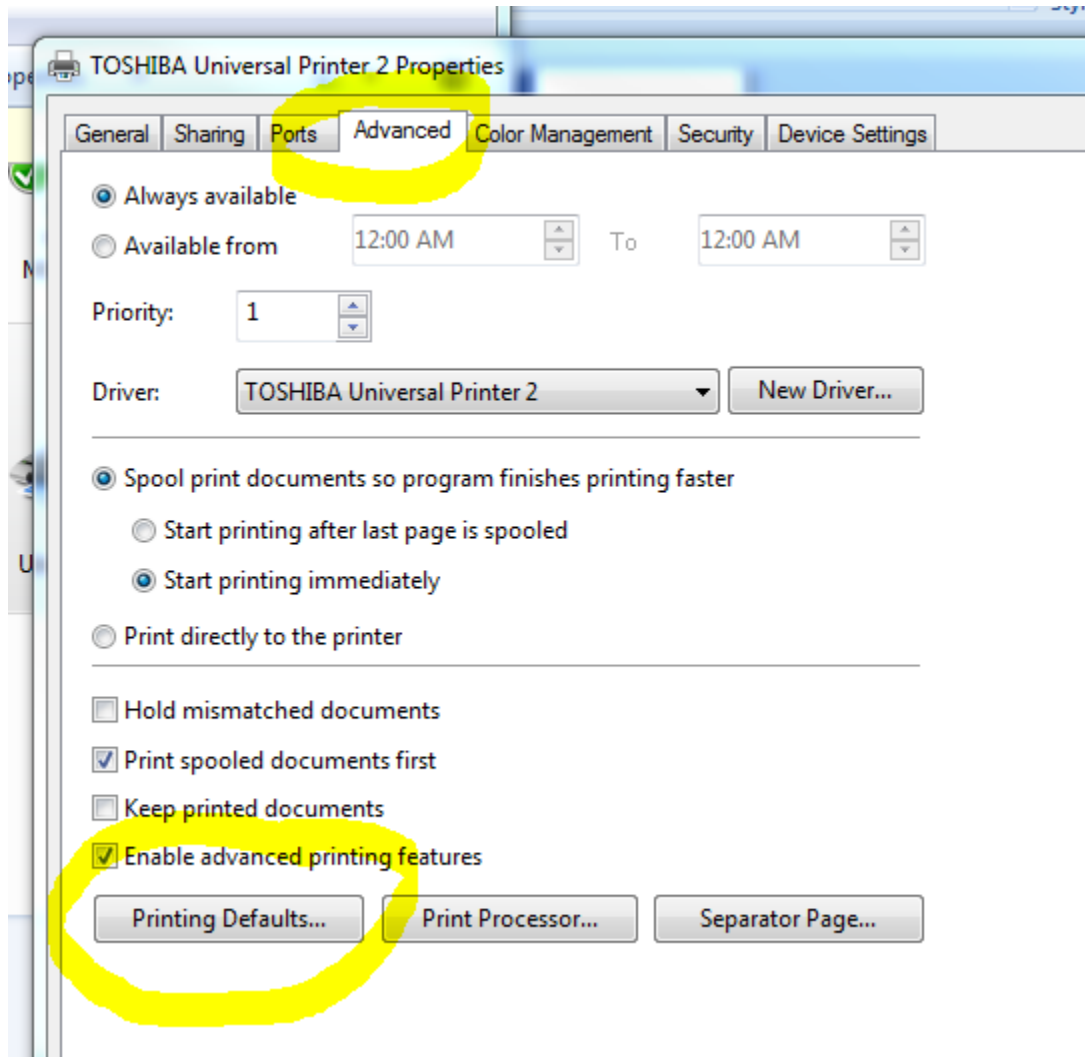 TOSHIBA Universal Printer 2 Properties
General Sharing Ports Advanced Color Management Security Device Settings
Always available
Available from 12:00 AM To 12:00 AM
Priority: 1
Driver: TOSHIBA Universal Printer 2 New Driver...
Spool print documents so program finishes printing faster
Start printing after last page is spooled
Start printing immediately
Print directly to the printer
Hold mismatched documents
Print spooled documents first
Keep printed documents
Enable advanced printing features
Printing Defaults... Print Processor... Separator Page...